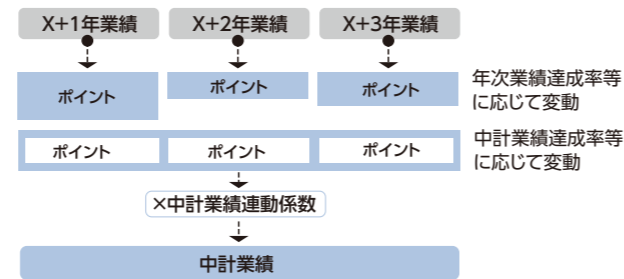 X+1年業績 X+2年業績 X+3年業績
ポイント ポイント ポイント
年次業績達成率等
に応じて変動
ポイント ポイント ポイント
中計業績達成率等
に応じて変動
×中計業績連動係数
中計業績